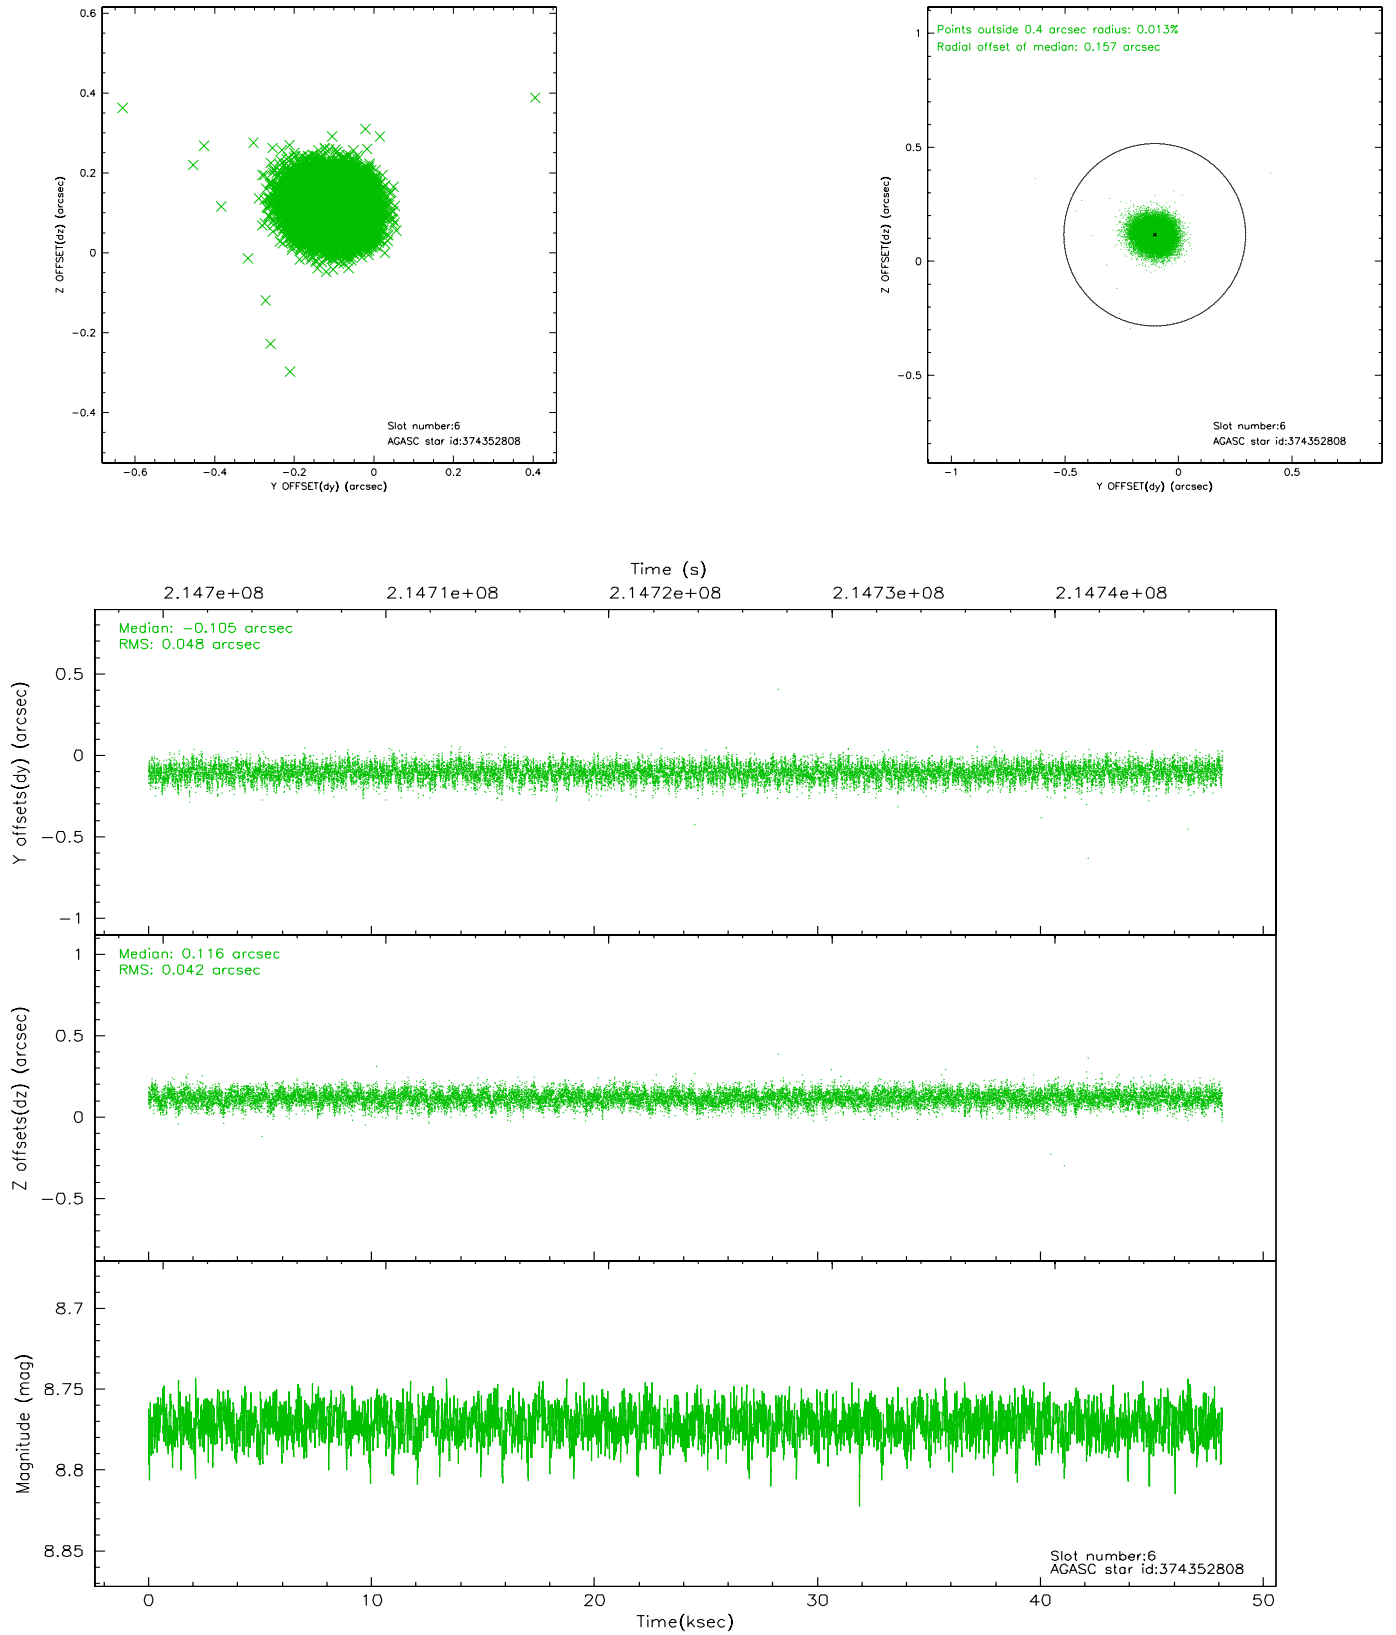 0.6
0.4
0.2
0
−0.2
−0.4
Z OFFSET(dz) (arcsec)
Slot number:6
AGASC star id:374352808
−0.6 −0.4 −0.2 0 0.2 0.4
Y OFFSET(dy) (arcsec)
Points outside 0.4 arcsec radius: 0.013%
Radial offset of median: 0.157 arcsec
1
0.5
0
−0.5
Z OFFSET(dz) (arcsec)
Slot number:6
AGASC star id:374352808
−1 −0.5 0 0.5
Y OFFSET(dy) (arcsec)
Time (s)
2.147e+08 2.1471e+08 2.1472e+08 2.1473e+08 2.1474e+08
Median: −0.105 arcsec
RMS: 0.048 arcsec
0.5
0
−0.5
−1
Y offsets(dy) (arcsec)
Median: 0.116 arcsec
RMS: 0.042 arcsec
1
0.5
0
−0.5
Z offsets(dz) (arcsec)
8.7
8.75
8.8
8.85
Magnitude (mag)
Slot number:6
AGASC star id:374352808
0 10 20 30 40 50
Time(ksec)